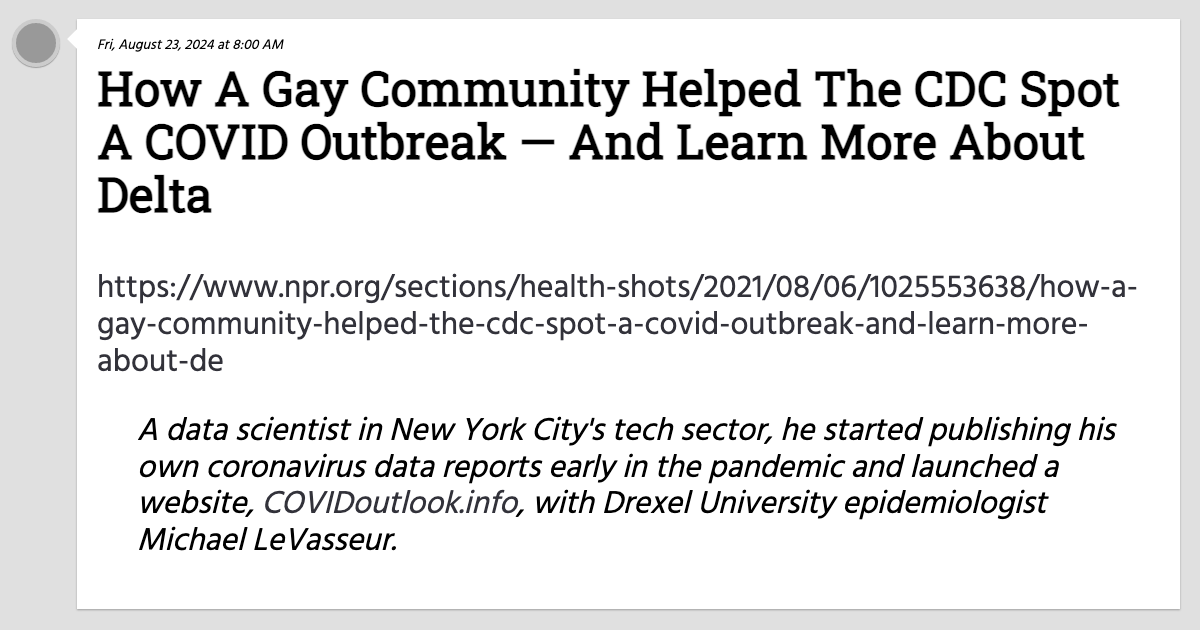 Fri, August 23, 2024 at 8:00 AM
How A Gay Community Helped The CDC Spot
A COVID Outbreak — And Learn More About
Delta
https://www.npr.org/sections/health-shots/2021/08/06/1025553638/how-a-
gay-community-helped-the-cdc-spot-a-covid-outbreak-and-learn-more-
about-de
A data scientist in New York City's tech sector, he started publishing his
own coronavirus data reports early in the pandemic and launched a
website, COVIDoutlook.info, with Drexel University epidemiologist
Michael LeVasseur.